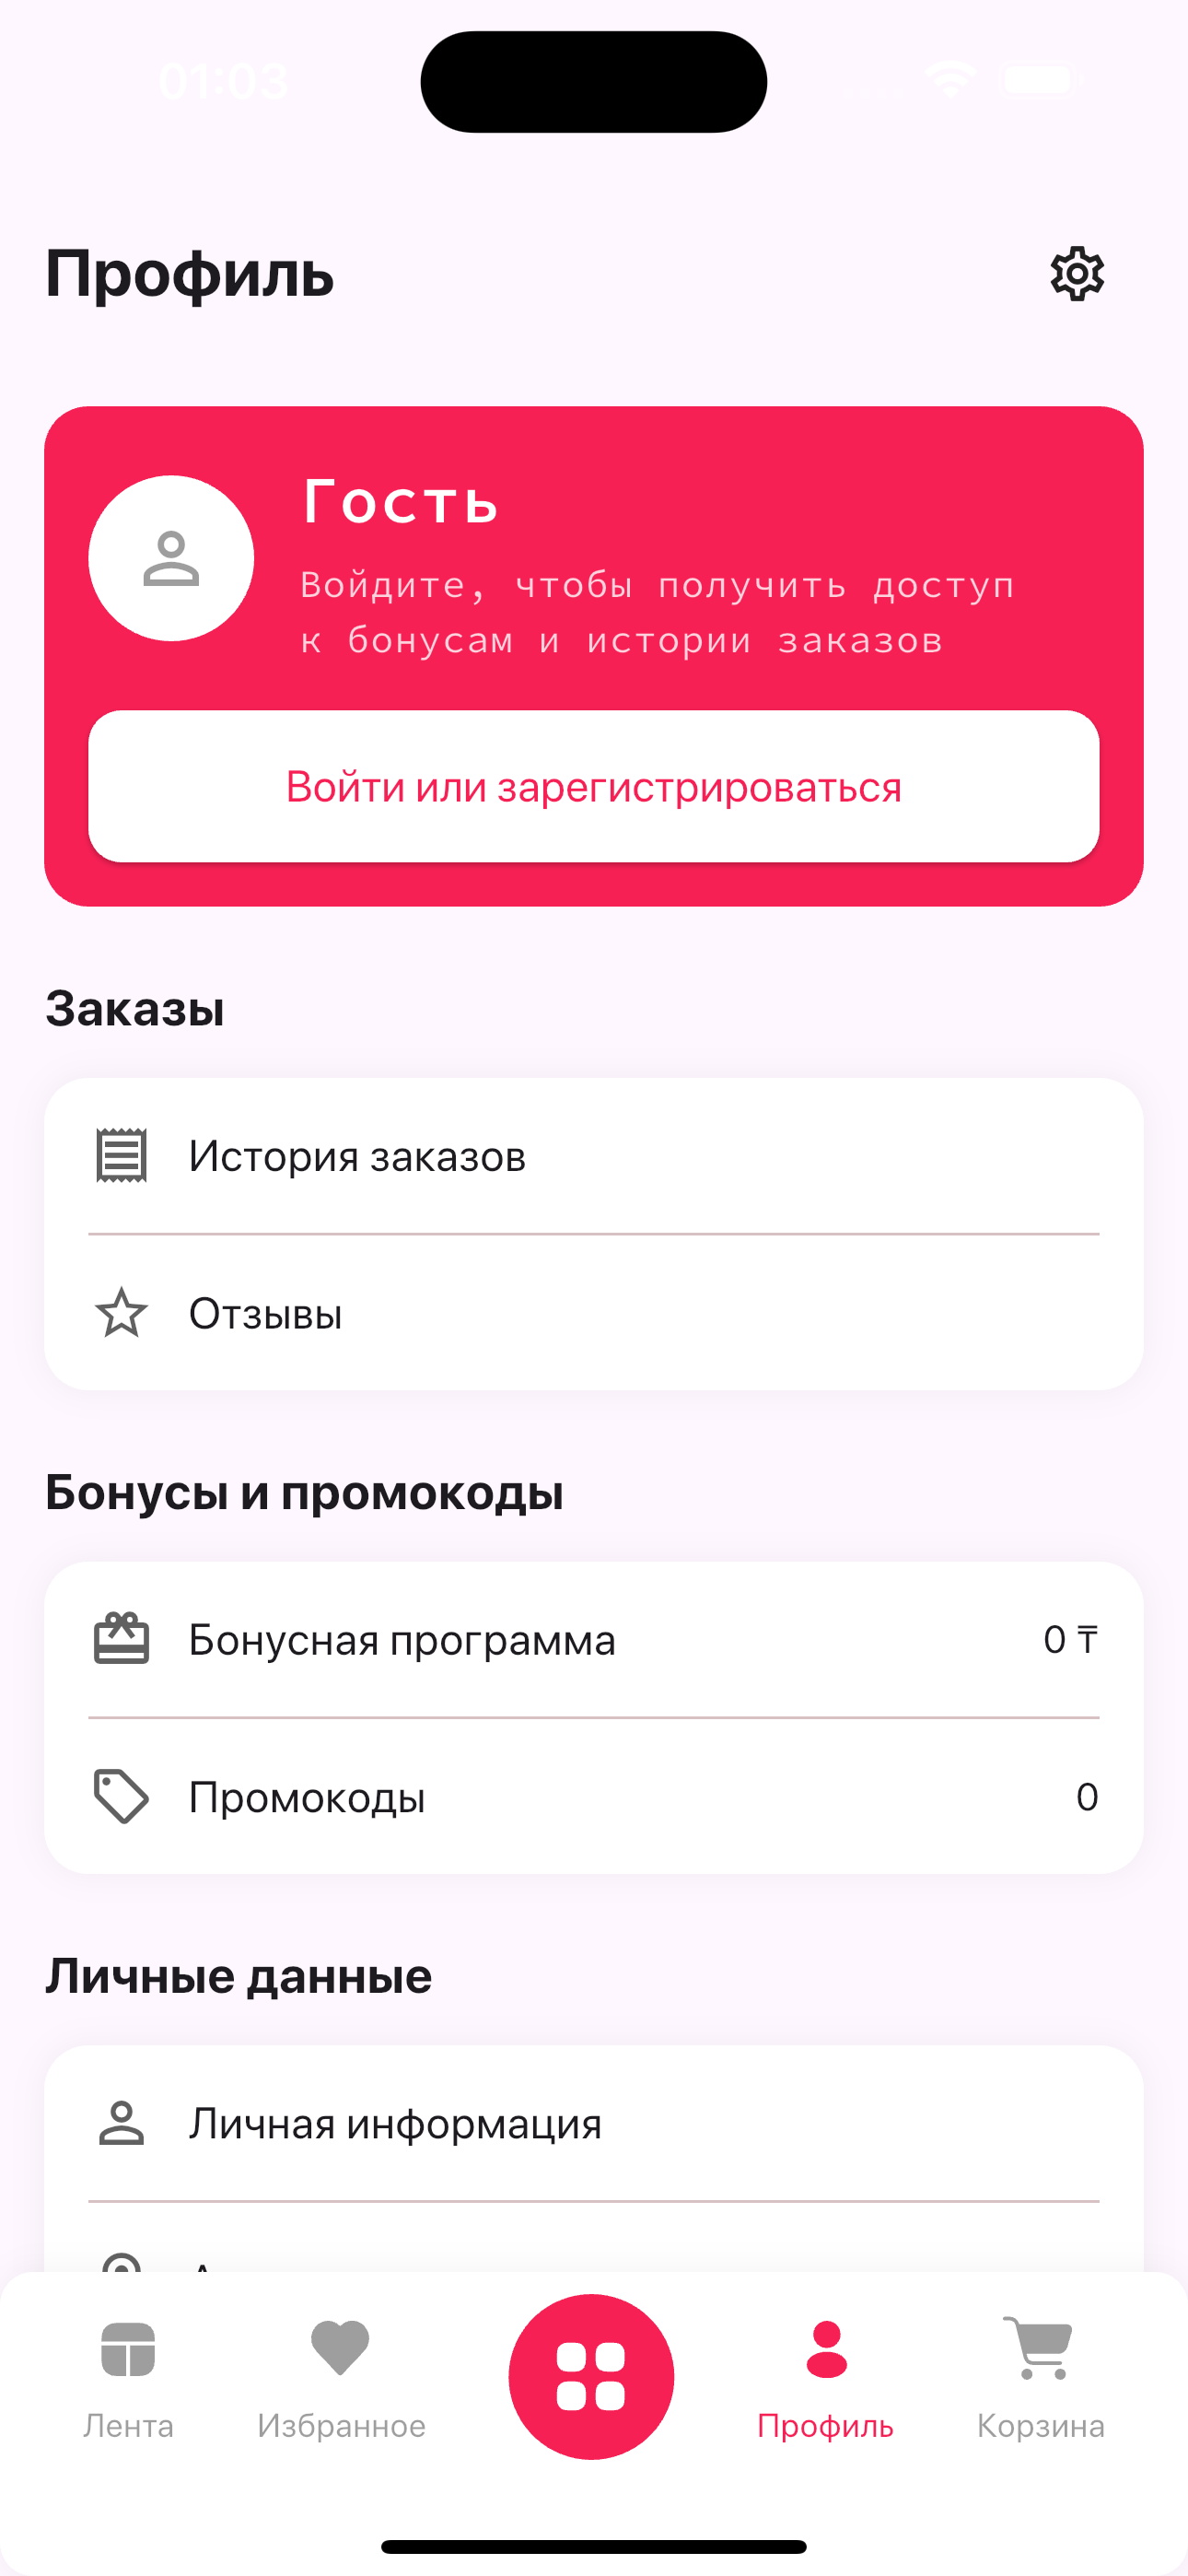 01:03
Профиль
Гость
Войдите, чтобы получить доступ
к бонусам и истории заказов
Войти или зарегистрироваться
Заказы
История заказов
Отзывы
Бонусы и промокоды
Бонусная программа 0 ₸
Промокоды 0
Личные данные
Личная информация
Лента Избранное Профиль Корзина